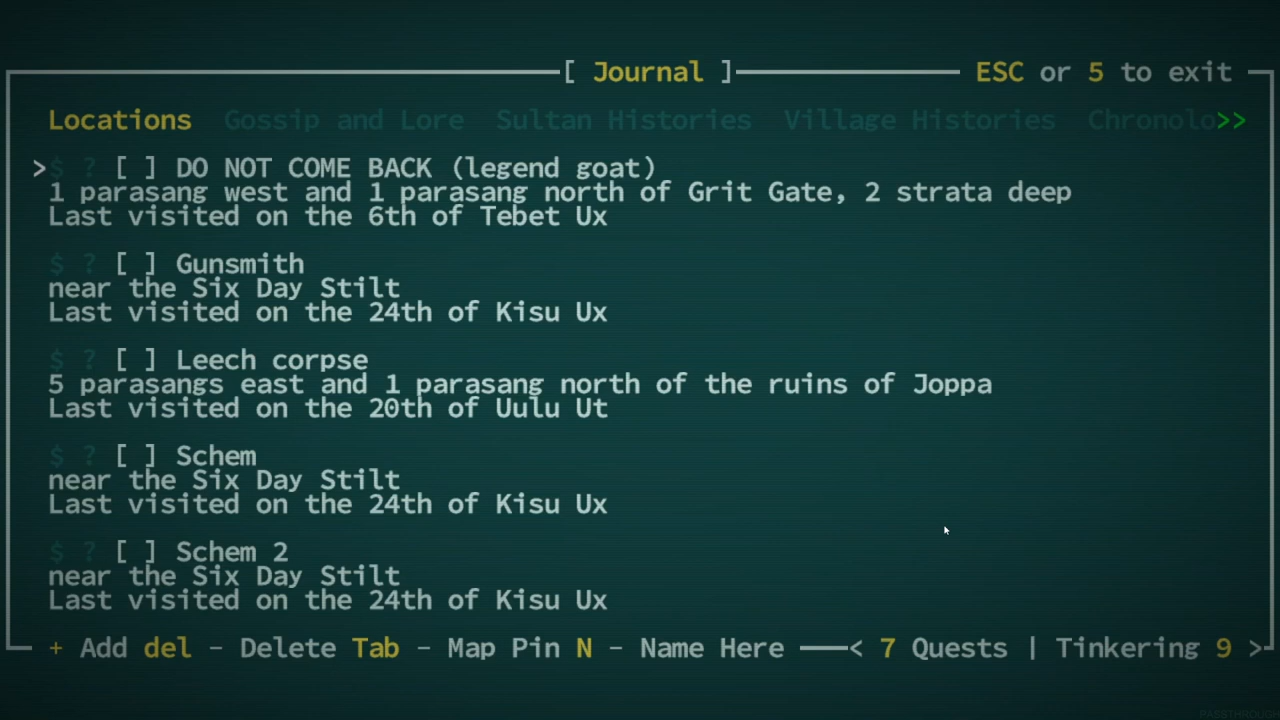 [ Journal ] ESC or 5 to exit
Locations Gossip and Lore Sultan Histories Village Histories Chronolo>>
>$ ? [ ] DO NOT COME BACK (legend goat)
1 parasang west and 1 parasang north of Grit Gate, 2 strata deep
Last visited on the 6th of Tebet Ux
$ ? [ ] Gunsmith
near the Six Day Stilt
Last visited on the 24th of Kisu Ux
$ ? [ ] Leech corpse
5 parasangs east and 1 parasang north of the ruins of Joppa
Last visited on the 20th of Uulu Ut
$ ? [ ] Schem
near the Six Day Stilt
Last visited on the 24th of Kisu Ux
$ ? [ ] Schem 2
near the Six Day Stilt
Last visited on the 24th of Kisu Ux
+ Add del - Delete Tab - Map Pin N - Name Here < 7 Quests | Tinkering 9 >